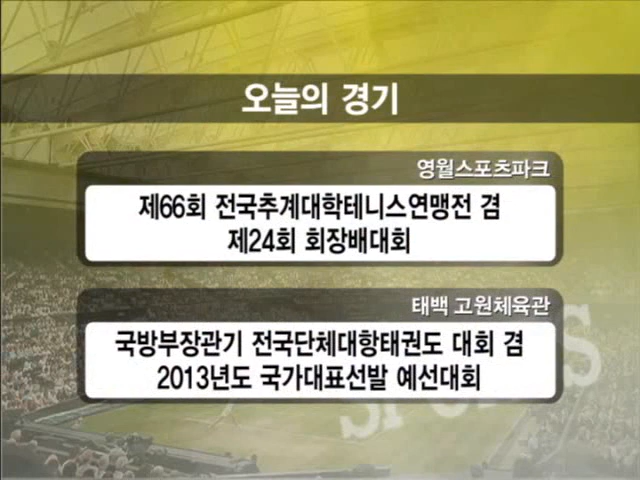 오늘의 경기
영월스포츠파크
제66회 전국추계대학테니스연맹전 겸
제24회 회장배대회
태백 고원체육관
국방부장관기 전국단체대항태권도 대회 겸
2013년도 국가대표선발 예선대회
SPORTS